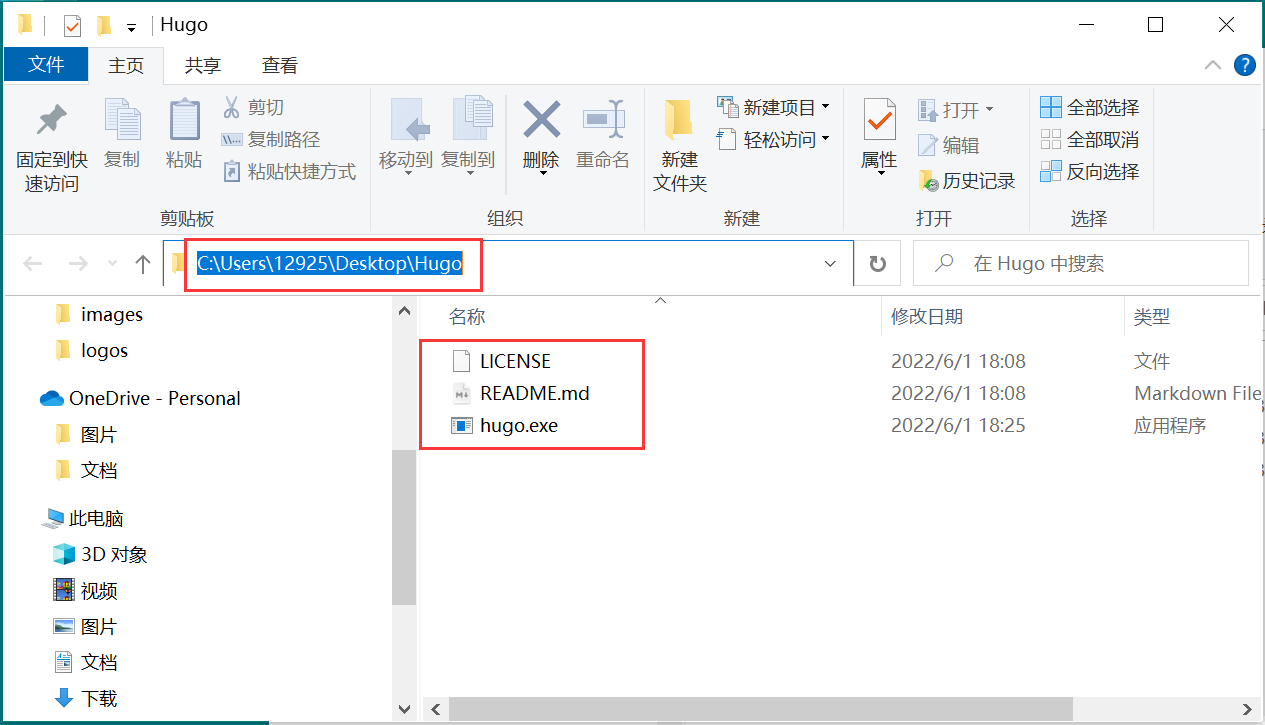 Hugo
文件
主页
共享
查看
?
固定到快
速访问
复制
粘贴
剪切
复制路径
粘贴快捷方式
剪贴板
移动到
复制到
删除
重命名
组织
新建
文件夹
新建项目
轻松访问
新建
属性
打开
编辑
历史记录
打开
全部选择
全部取消
反向选择
选择
C:\Users\12925\Desktop\Hugo
在 Hugo 中搜索
images
logos
OneDrive - Personal
图片
文档
此电脑
3D 对象
视频
图片
文档
下载
名称 修改日期 类型
LICENSE 2022/6/1 18:08 文件
README.md 2022/6/1 18:08 Markdown File
hugo.exe 2022/6/1 18:25 应用程序